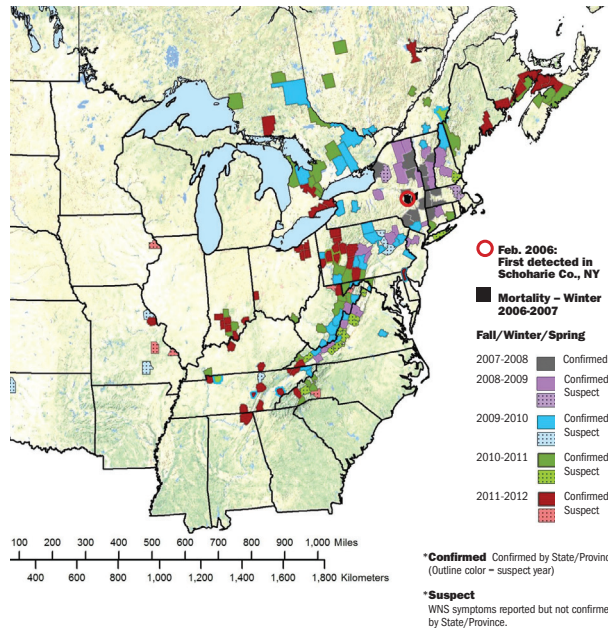 Feb. 2006:
First detected in
Schoharie Co., NY
Mortality – Winter
2006-2007
Fall/Winter/Spring
2007-2008 Confirmed
2008-2009 Confirmed
Suspect
2009-2010 Confirmed
Suspect
2010-2011 Confirmed
Suspect
2011-2012 Confirmed
Suspect
100 200 300 400 500 600 700 800 900 1,000 Miles
400 600 800 1,000 1,200 1,400 1,600 1,800 Kilometers
*Confirmed Confirmed by State/Provinc
(Outline color = suspect year)
*Suspect
WNS symptoms reported but not confirme
by State/Province.